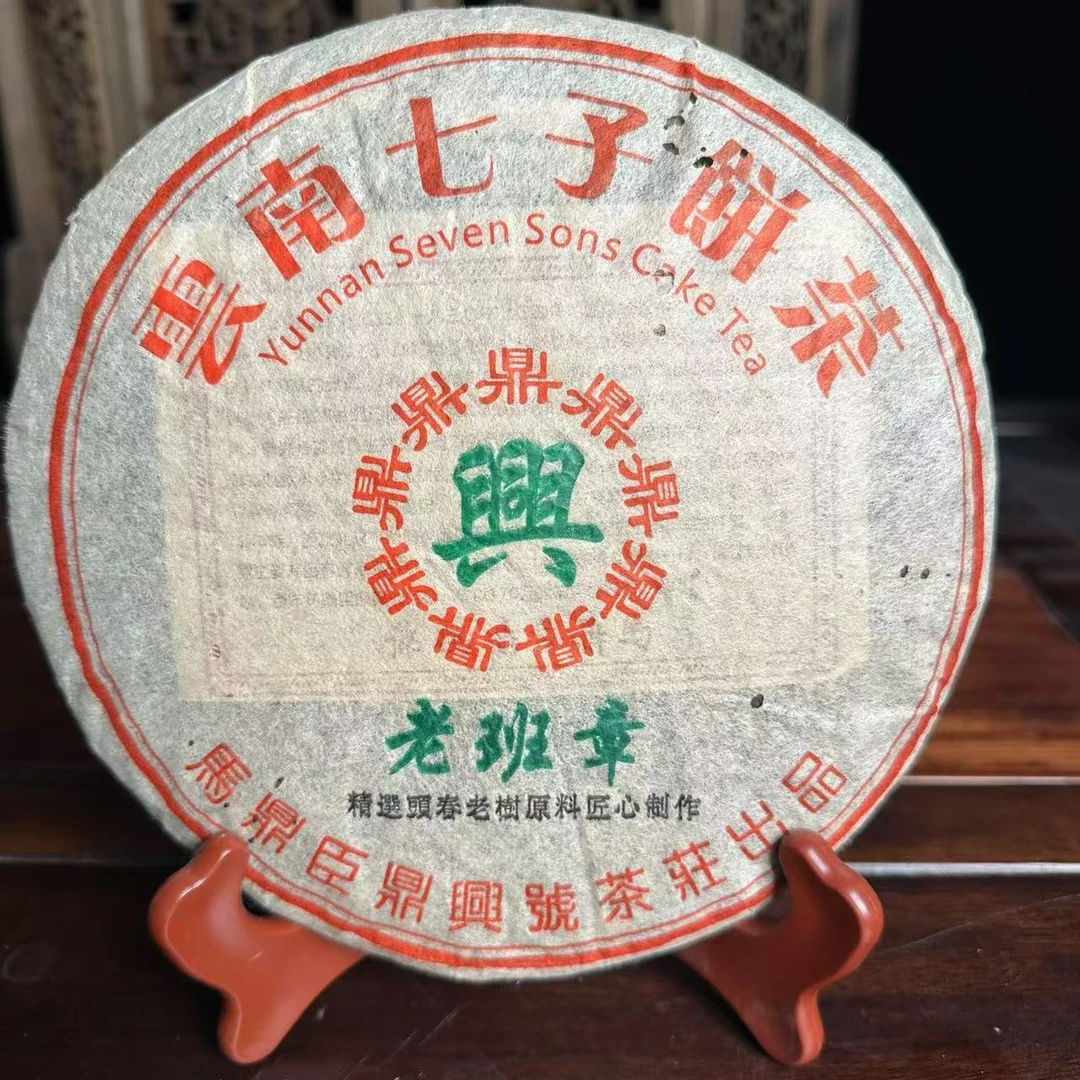 雲南七子餅茶
Yunnan Seven Sons Cake Tea
鼎鼎鼎鼎鼎鼎鼎鼎鼎
興
老班章
精選頭春老樹原料匠心制作
馬鼎臣鼎興號茶莊出品